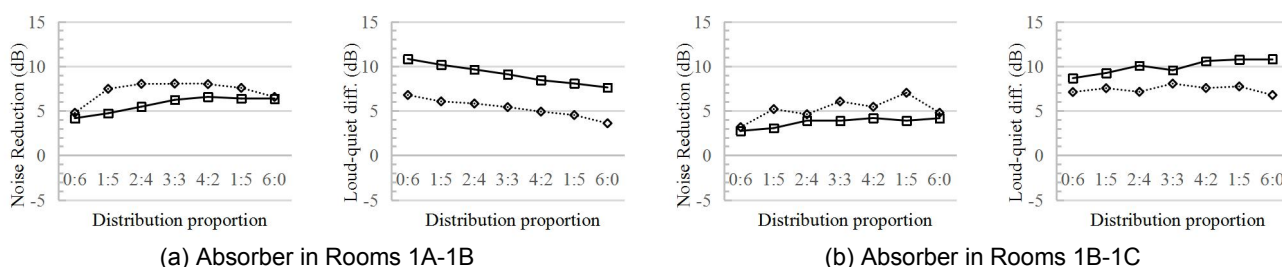 Noise Reduction (dB)
15
10
5
0
-5
0:6 1:5 2:4 3:3 4:2 1:5 6:0
Distribution proportion
Loud-quiet diff. (dB)
15
10
5
0
-5
0:6 1:5 2:4 3:3 4:2 1:5 6:0
Distribution proportion
(a) Absorber in Rooms 1A-1B
Noise Reduction (dB)
15
10
5
0
-5
0:6 1:5 2:4 3:3 4:2 1:5 6:0
Distribution proportion
Loud-quiet diff. (dB)
15
10
5
0
-5
0:6 1:5 2:4 3:3 4:2 1:5 6:0
Distribution proportion
(b) Absorber in Rooms 1B-1C